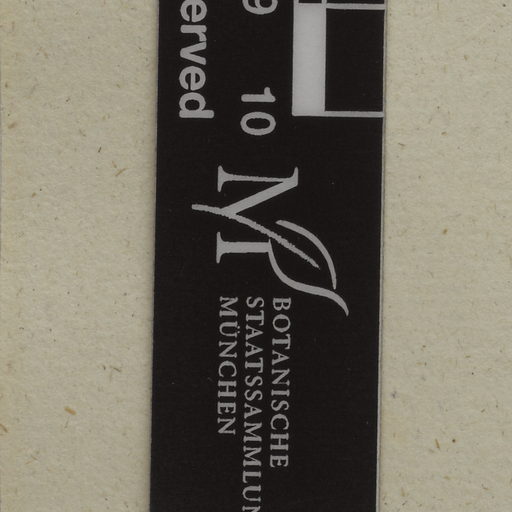 erved
9 10
M
BOTANISCHE
STAATSSAMMLUN
MÜNCHEN